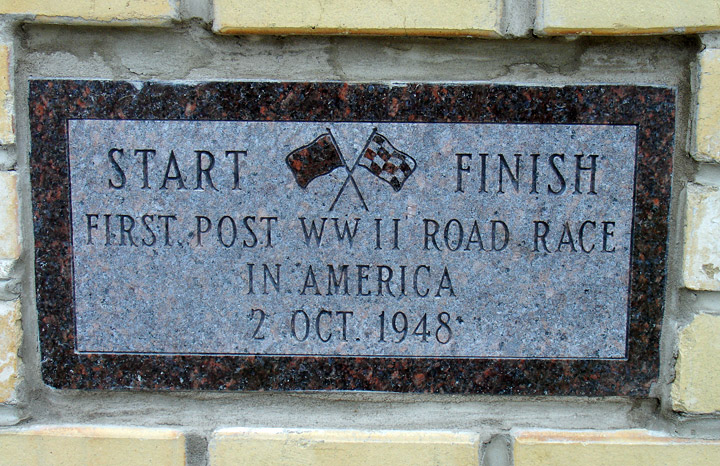 START FINISH
FIRST POST WW II ROAD RACE
IN AMERICA
2 OCT. 1948